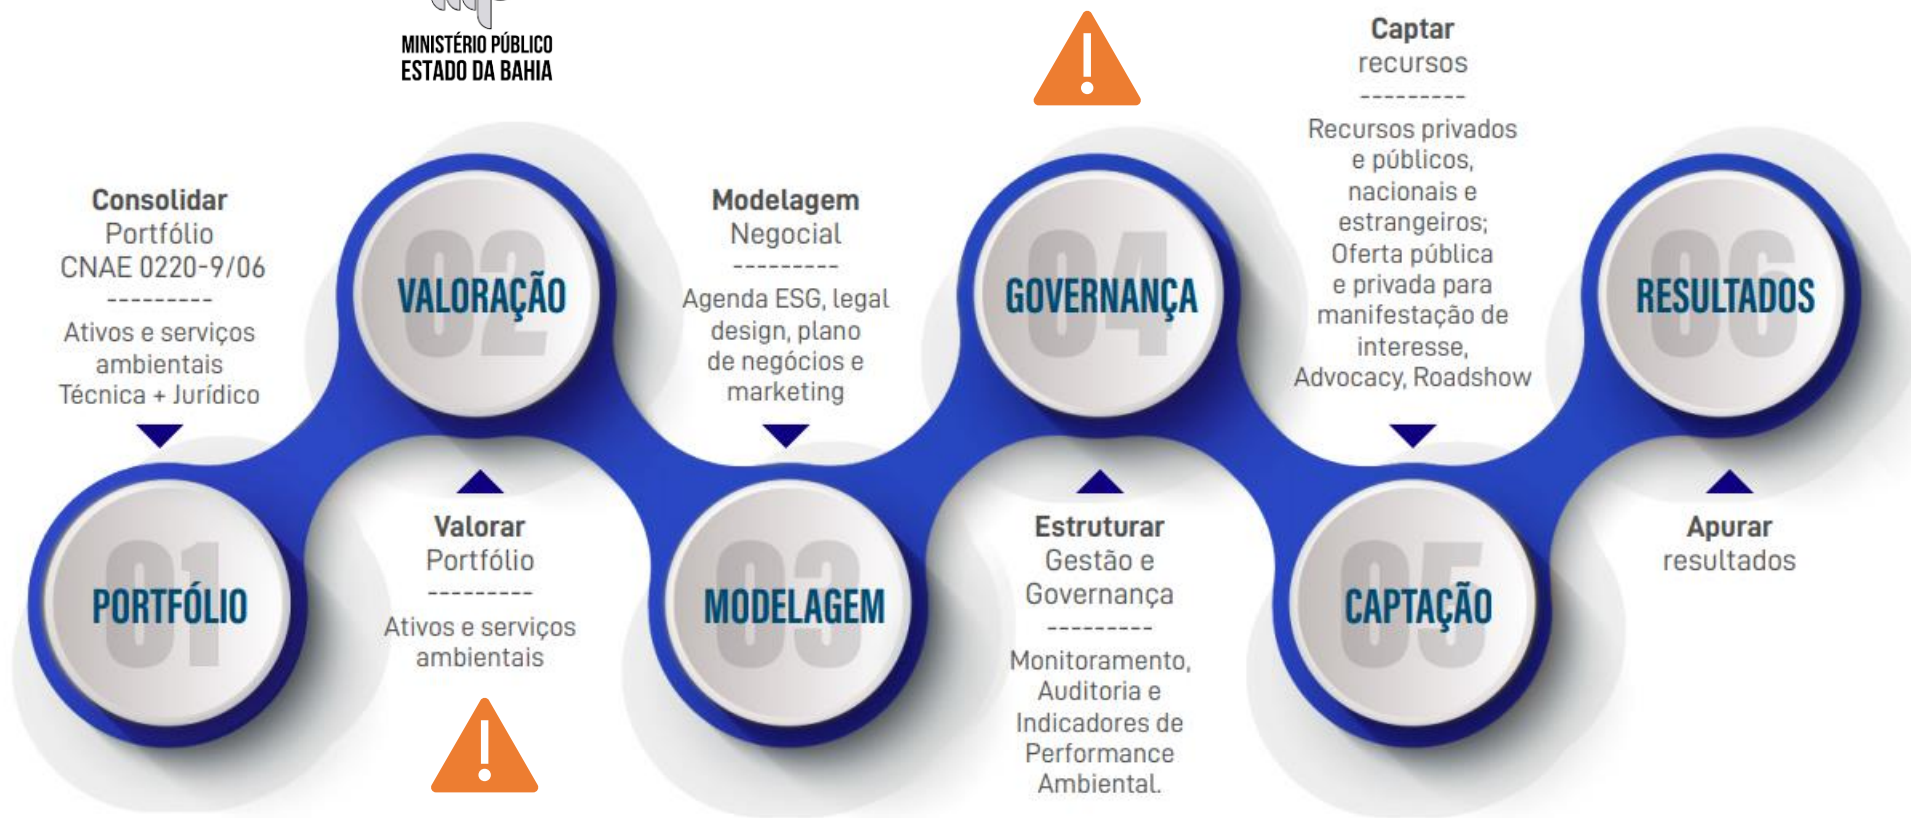 MINISTÉRIO PÚBLICO
ESTADO DA BAHIA
Consolidar
Portfólio
CNAE 0220-9/06
---------
Ativos e serviços
ambientais
Técnica + Jurídico
01
PORTFÓLIO
02
VALORAÇÃO
Valorar
Portfólio
---------
Ativos e serviços
ambientais
!
Modelagem
Negocial
---------
Agenda ESG, legal
design, plano
de negócios e
marketing
03
MODELAGEM
!
04
GOVERNANÇA
Estruturar
Gestão e
Governança
---------
Monitoramento,
Auditoria e
Indicadores de
Performance
Ambiental.
Captar
recursos
---------
Recursos privados
e públicos,
nacionais e
estrangeiros;
Oferta pública
e privada para
manifestação de
interesse,
Advocacy, Roadshow
05
CAPTAÇÃO
06
RESULTADOS
Apurar
resultados